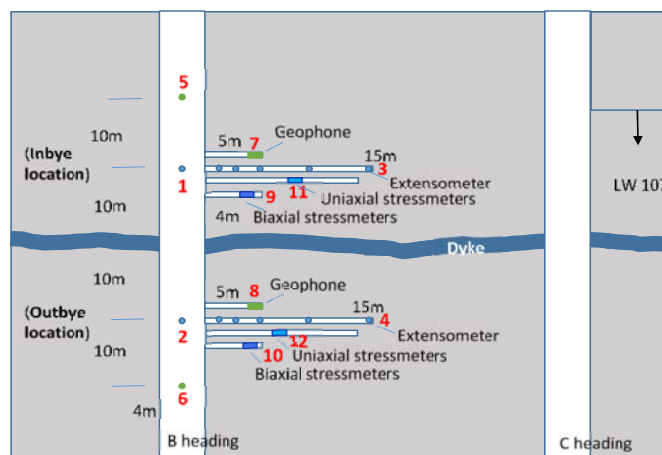 5
10m
5m 7 Geophone
(Inbye
location)
15m
3
1
Extensometer
11
Uniaxial stressmeters
LW 107
10m
9
4m
Biaxial stressmeters
Dyke
10m
5m 8 Geophone
(Outbye
location)
15m
4
2
Extensometer
12
Uniaxial stressmeters
10m
10
Biaxial stressmeters
6
4m
B heading
C heading